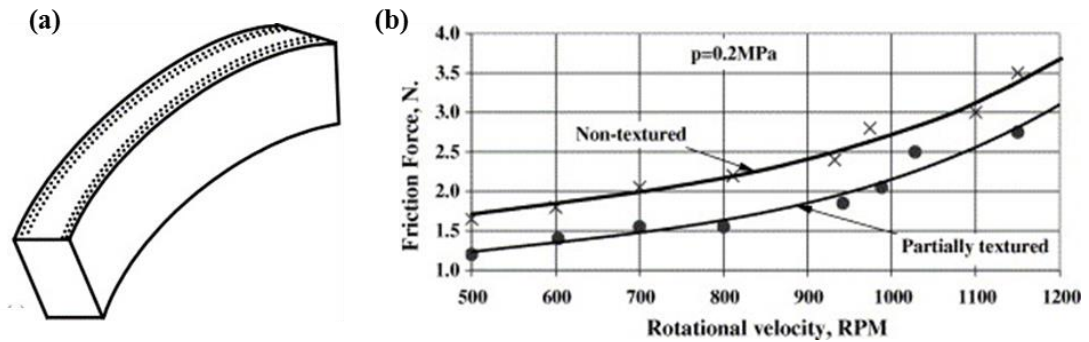 (a)
(b)
4.0
3.5
3.0
2.5
2.0
1.5
1.0
Friction Force, N.
p=0.2MPa
Non-textured
Partially textured
500 600 700 800 900 1000 1100 1200
Rotational velocity, RPM